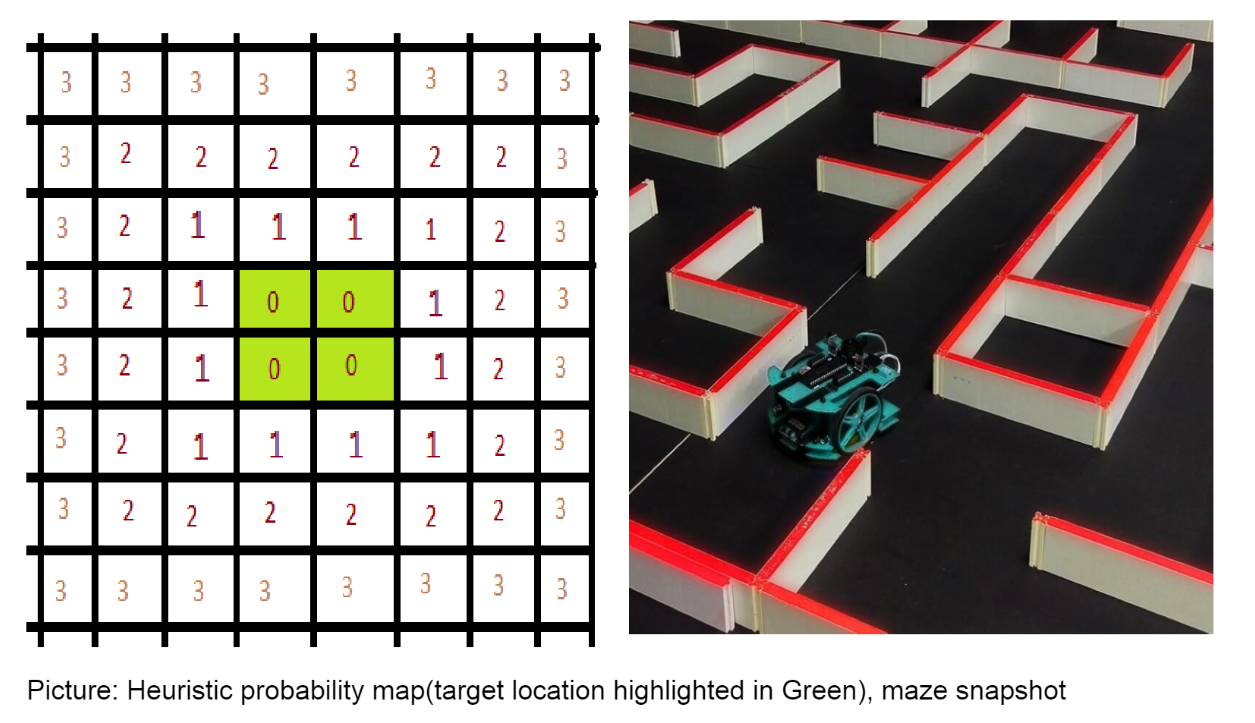 3 3 3 3 3 3 3 3
3 2 2 2 2 2 2 3
3 2 1 1 1 1 2 3
3 2 1 0 0 1 2 3
3 2 1 0 0 1 2 3
3 2 1 1 1 1 2 3
3 2 2 2 2 2 2 3
3 3 3 3 3 3 3 3
Picture: Heuristic probability map(target location highlighted in Green), maze snapshot